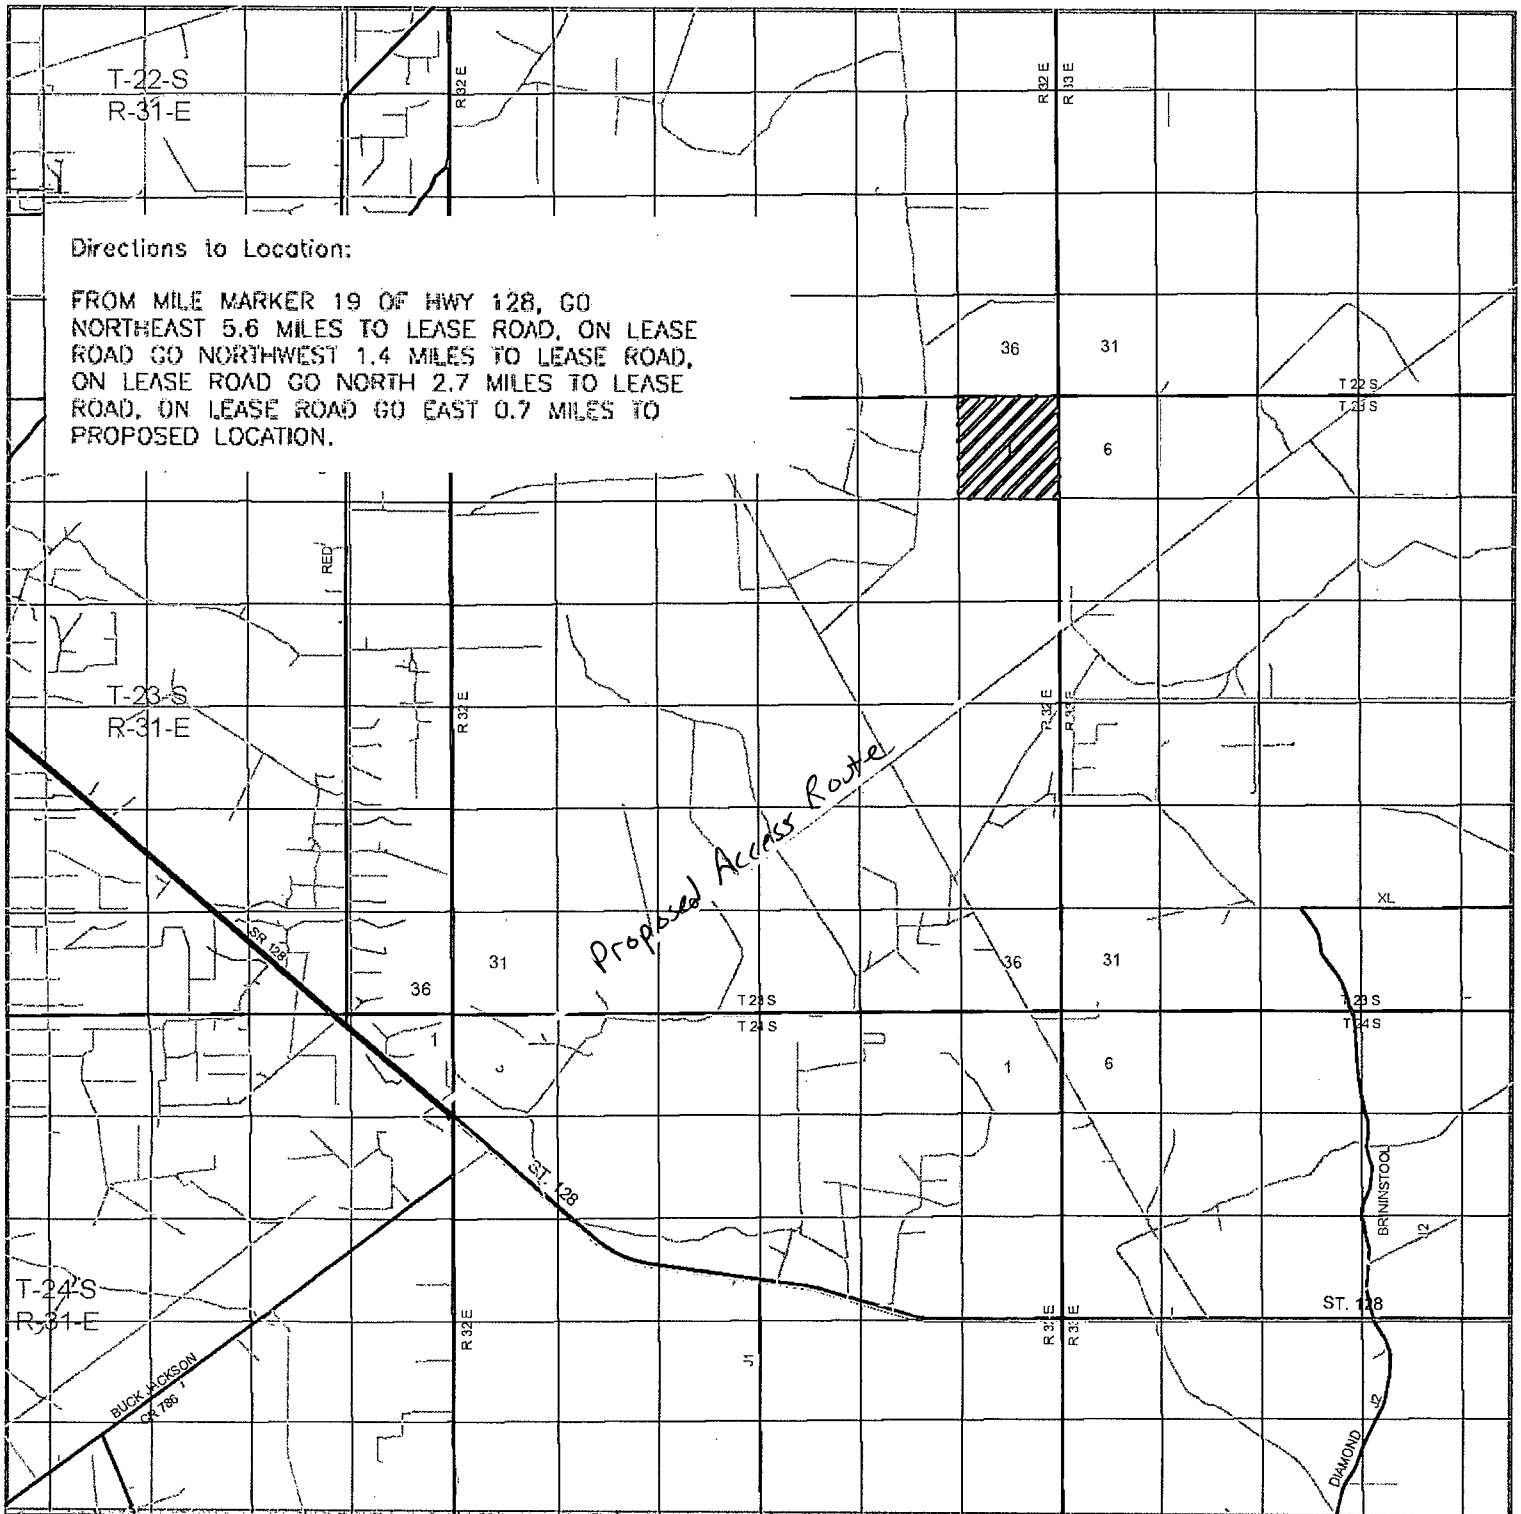 T-22-S
R-31-E
R 32 E
R 32 E
R 33 E
Directions to Location:
FROM MILE MARKER 19 OF HWY 128, GO
NORTHEAST 5.6 MILES TO LEASE ROAD, ON LEASE
ROAD GO NORTHWEST 1.4 MILES TO LEASE ROAD,
ON LEASE ROAD GO NORTH 2.7 MILES TO LEASE
ROAD, ON LEASE ROAD GO EAST 0.7 MILES TO
PROPOSED LOCATION.
36
31
T 22 S
T 23 S
6
RED
T-23-S
R-31-E
R 32 E
R 32 E
R 33 E
Proposed Access Route
XL
SR 128
36
31
36
31
T 23 S
T 24 S
T 23 S
T 24 S
1
1
6
ST. 128
BRININSTOOL
J2
T-24-S
R-31-E
R 32 E
R 32 E
R 33 E
ST. 128
J1
BUCK JACKSON
CR 786
J2
DIAMOND